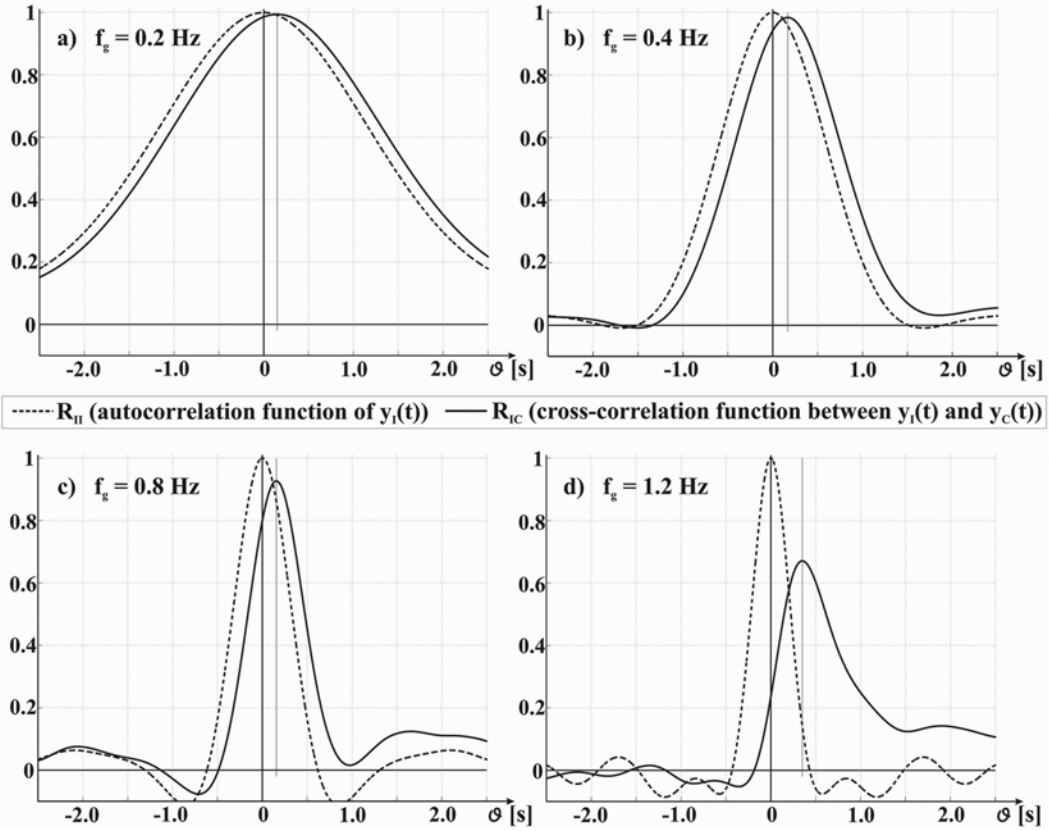 a) f_g = 0.2 Hz
1
0.8
0.6
0.4
0.2
0
-2.0 -1.0 0 1.0 2.0 ϑ [s]
b) f_g = 0.4 Hz
1
0.8
0.6
0.4
0.2
0
-2.0 -1.0 0 1.0 2.0 ϑ [s]
R_II (autocorrelation function of y_I(t)) R_IC (cross-correlation function between y_I(t) and y_C(t))
c) f_g = 0.8 Hz
1
0.8
0.6
0.4
0.2
0
-2.0 -1.0 0 1.0 2.0 ϑ [s]
d) f_g = 1.2 Hz
1
0.8
0.6
0.4
0.2
0
-2.0 -1.0 0 1.0 2.0 ϑ [s]